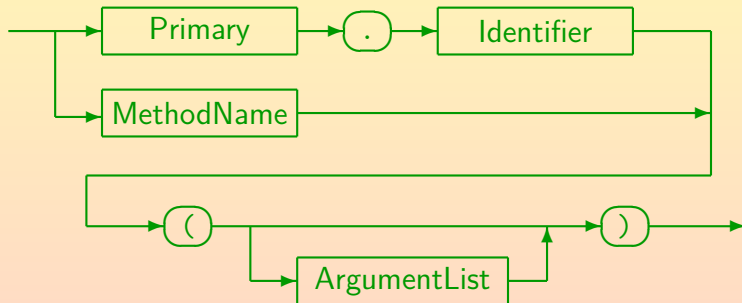 Primary . Identifier
MethodName
( )
ArgumentList